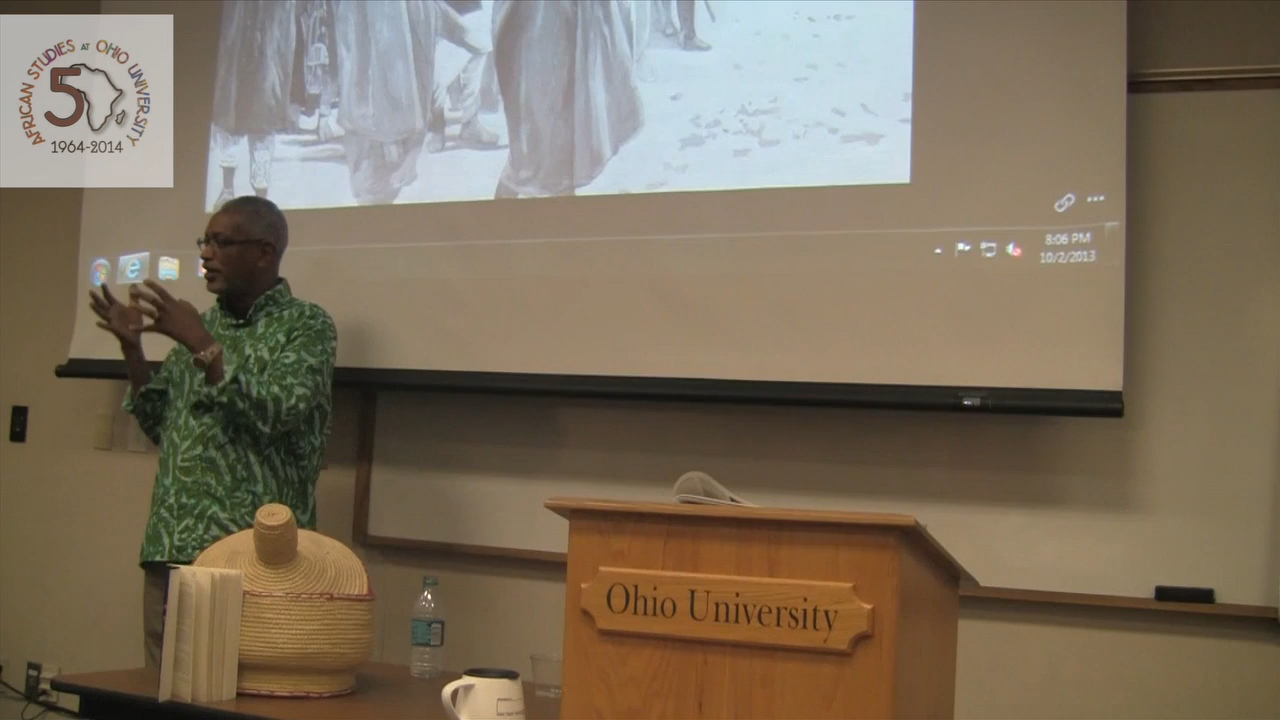 AFRICAN STUDIES AT OHIO UNIVERSITY
50
1964-2014
8:06 PM
10/2/2013
Ohio University